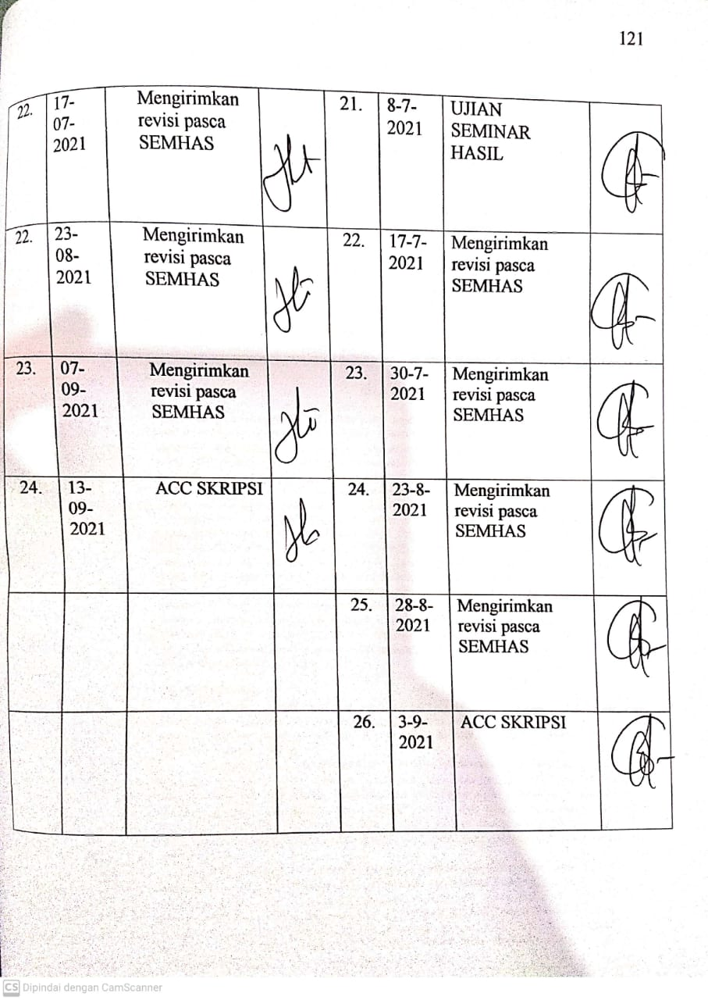 121
22.
17-
07-
2021
Mengirimkan
revisi pasca
SEMHAS
21.
8-7-
2021
UJIAN
SEMINAR
HASIL
22.
23-
08-
2021
Mengirimkan
revisi pasca
SEMHAS
22.
17-7-
2021
Mengirimkan
revisi pasca
SEMHAS
23.
07-
09-
2021
Mengirimkan
revisi pasca
SEMHAS
23.
30-7-
2021
Mengirimkan
revisi pasca
SEMHAS
24.
13-
09-
2021
ACC SKRIPSI
24.
23-8-
2021
Mengirimkan
revisi pasca
SEMHAS
25.
28-8-
2021
Mengirimkan
revisi pasca
SEMHAS
26.
3-9-
2021
ACC SKRIPSI
CS Dipindai dengan CamScanner